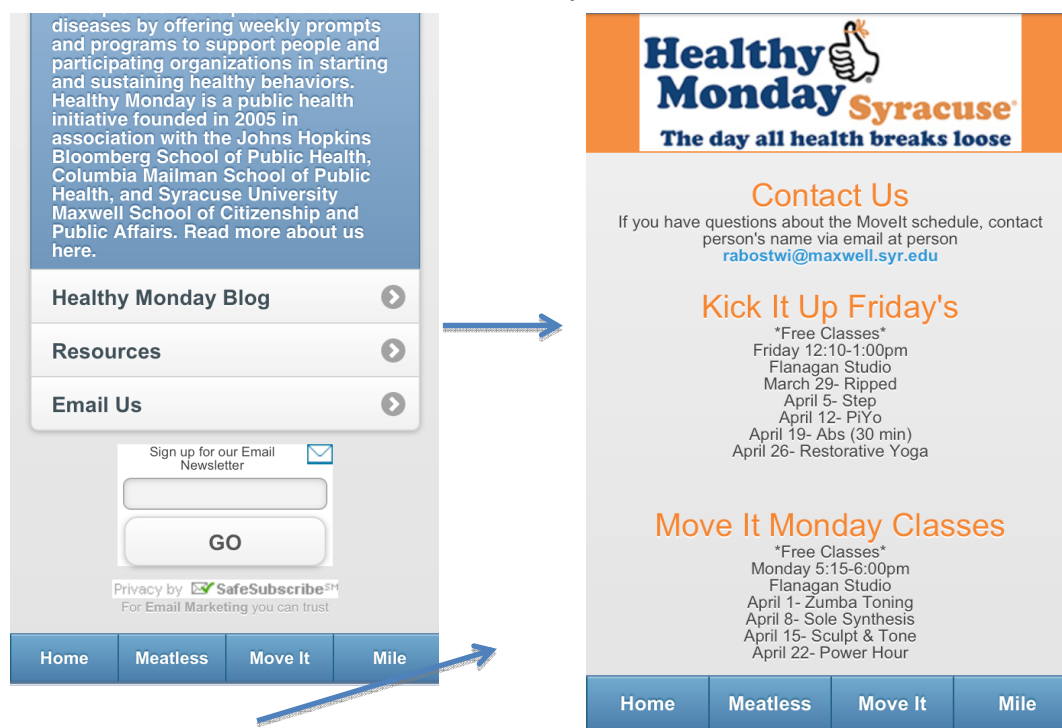 diseases by offering weekly prompts
and programs to support people and
participating organizations in starting
and sustaining healthy behaviors.
Healthy Monday is a public health
initiative founded in 2005 in
association with the Johns Hopkins
Bloomberg School of Public Health,
Columbia Mailman School of Public
Health, and Syracuse University
Maxwell School of Citizenship and
Public Affairs. Read more about us
here.
Healthy Monday Blog
Resources
Email Us
Sign up for our Email
Newsletter
GO
Privacy by SafeSubscribe℠
For Email Marketing you can trust
Home Meatless Move It Mile
Healthy
Monday Syracuse
The day all health breaks loose
Contact Us
If you have questions about the MoveIt schedule, contact
person's name via email at person
rabostwi@maxwell.syr.edu
Kick It Up Friday's
*Free Classes*
Friday 12:10-1:00pm
Flanagan Studio
March 29- Ripped
April 5- Step
April 12- PiYo
April 19- Abs (30 min)
April 26- Restorative Yoga
Move It Monday Classes
*Free Classes*
Monday 5:15-6:00pm
Flanagan Studio
April 1- Zumba Toning
April 8- Sole Synthesis
April 15- Sculpt & Tone
April 22- Power Hour
Home Meatless Move It Mile